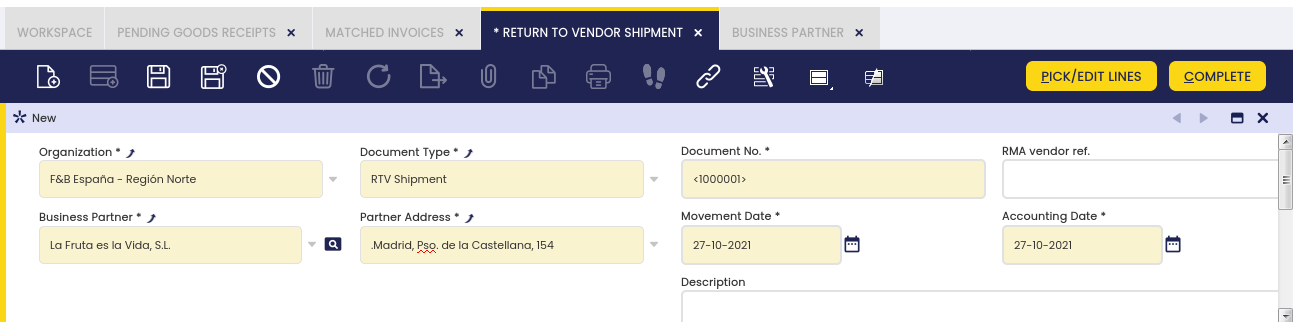 WORKSPACE PENDING GOODS RECEIPTS × MATCHED INVOICES × * RETURN TO VENDOR SHIPMENT × BUSINESS PARTNER ×
PICK/EDIT LINES COMPLETE
New
Organization * Document Type * Document No. * RMA vendor ref.
F&B España - Región Norte RTV Shipment <1000001>
Business Partner * Partner Address * Movement Date * Accounting Date *
La Fruta es la Vida, S.L. .Madrid, Pso. de la Castellana, 154 27-10-2021 27-10-2021
Description